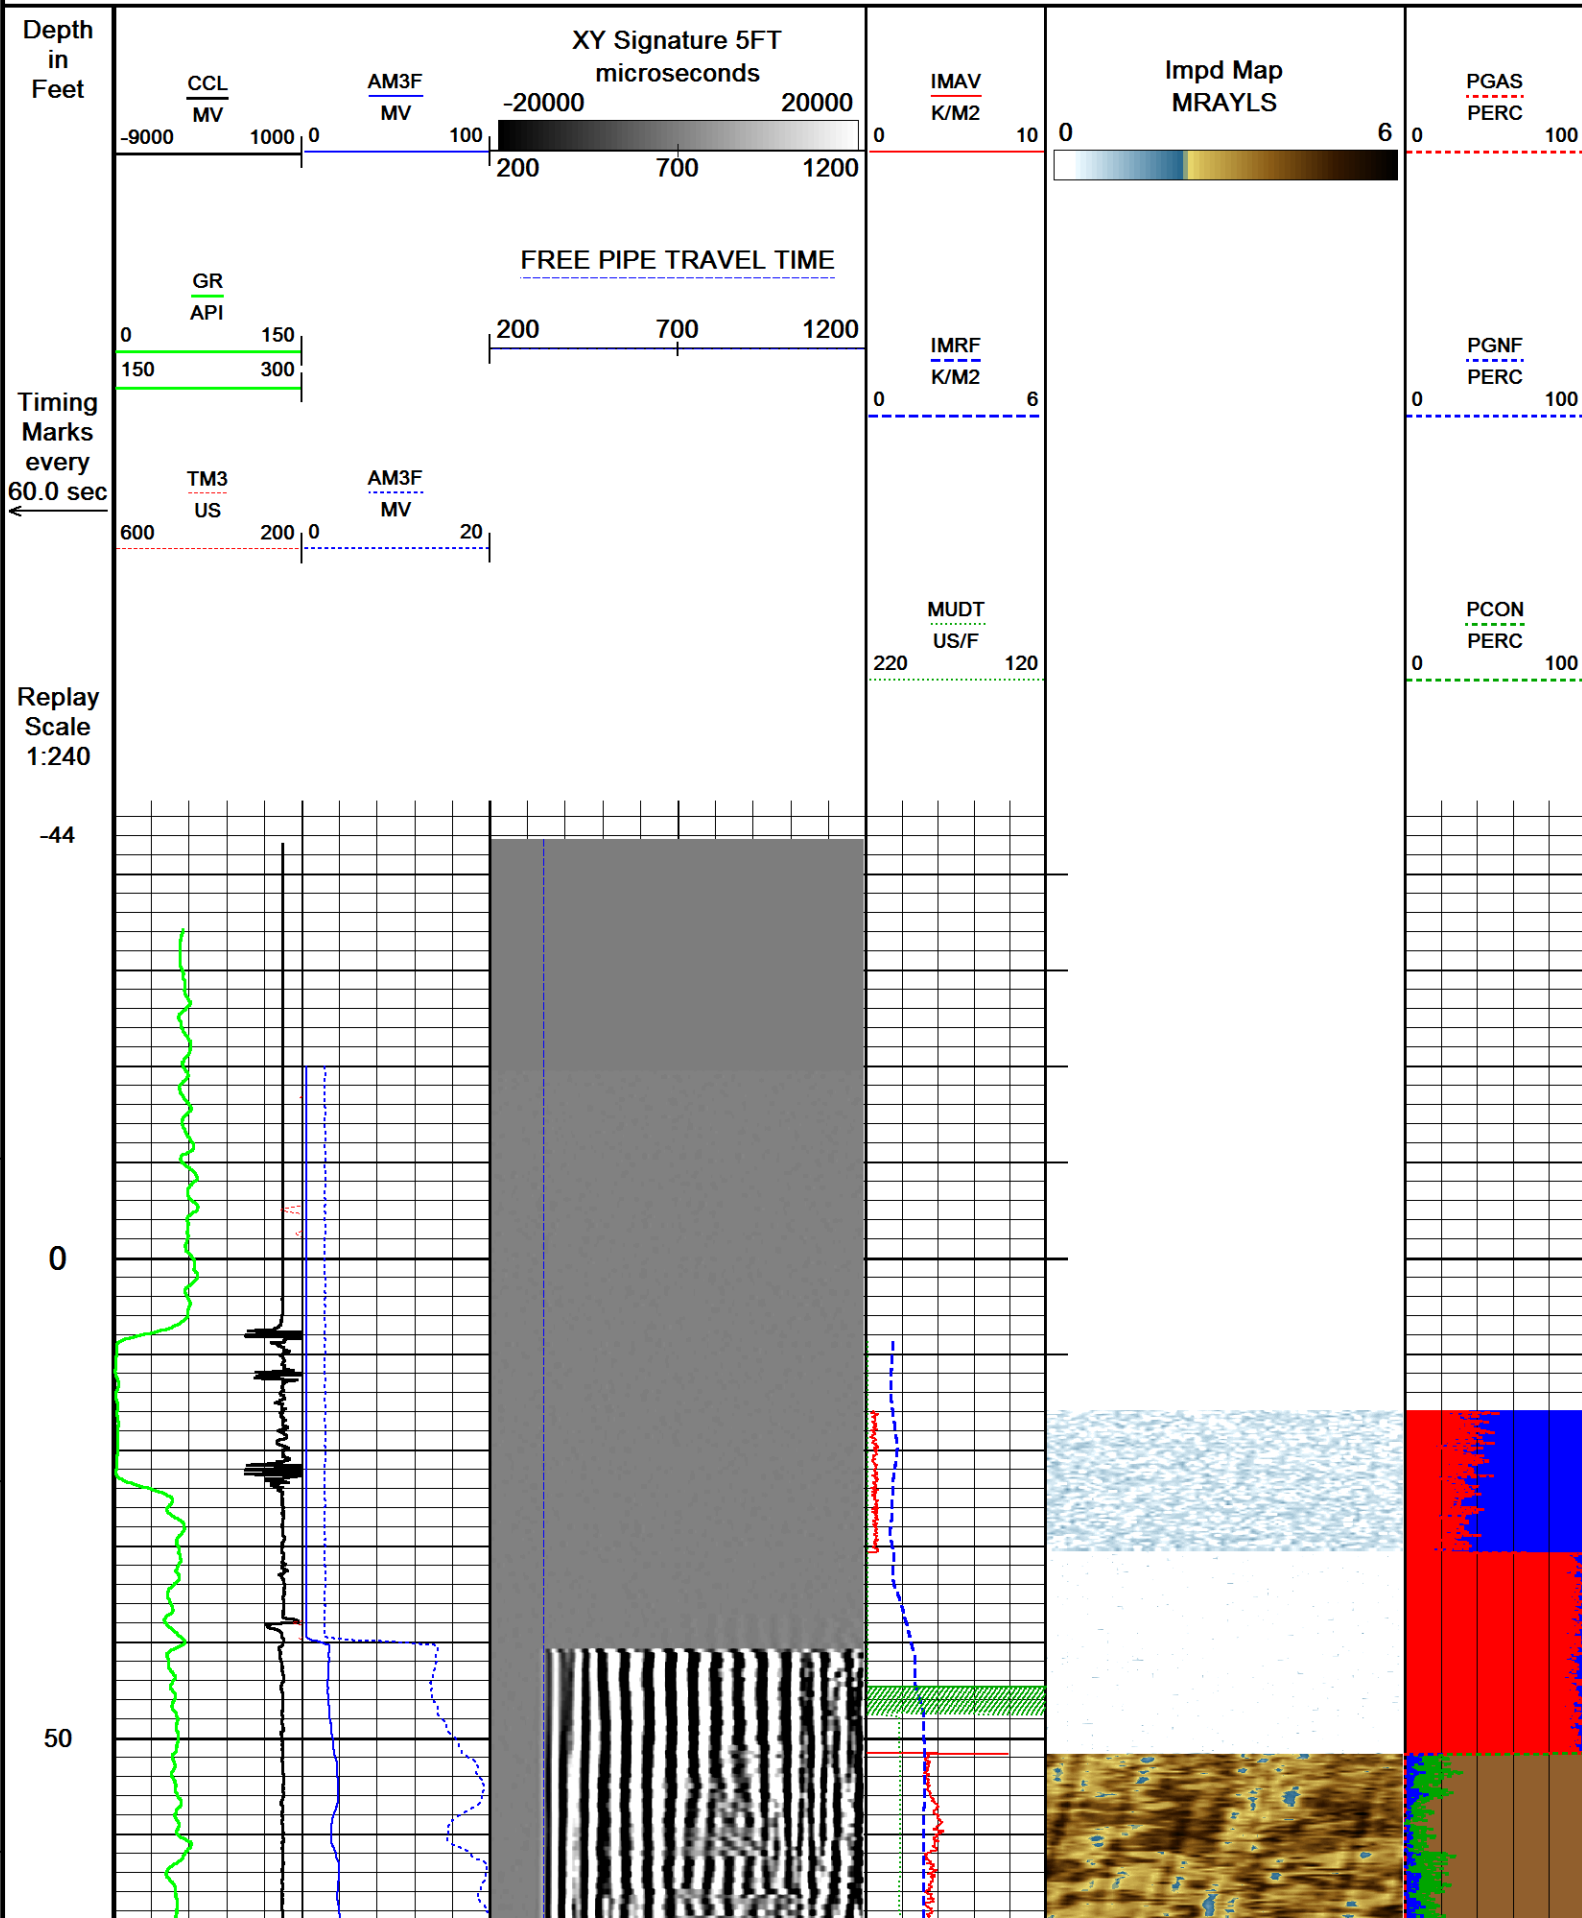 Depth
in
Feet
CCL
MV
-9000 1000
AM3F
MV
0 100
XY Signature 5FT
microseconds
-20000 20000
200 700 1200
IMAV
K/M2
0 10
Impd Map
MRAYLS
0 6
PGAS
PERC
0 100
GR
API
0 150
150 300
FREE PIPE TRAVEL TIME
200 700 1200
IMRF
K/M2
0 6
PGNF
PERC
0 100
Timing
Marks
every
60.0 sec
TM3
US
600 200
AM3F
MV
0 20
MUDT
US/F
220 120
PCON
PERC
0 100
Replay
Scale
1:240
-44
0
50